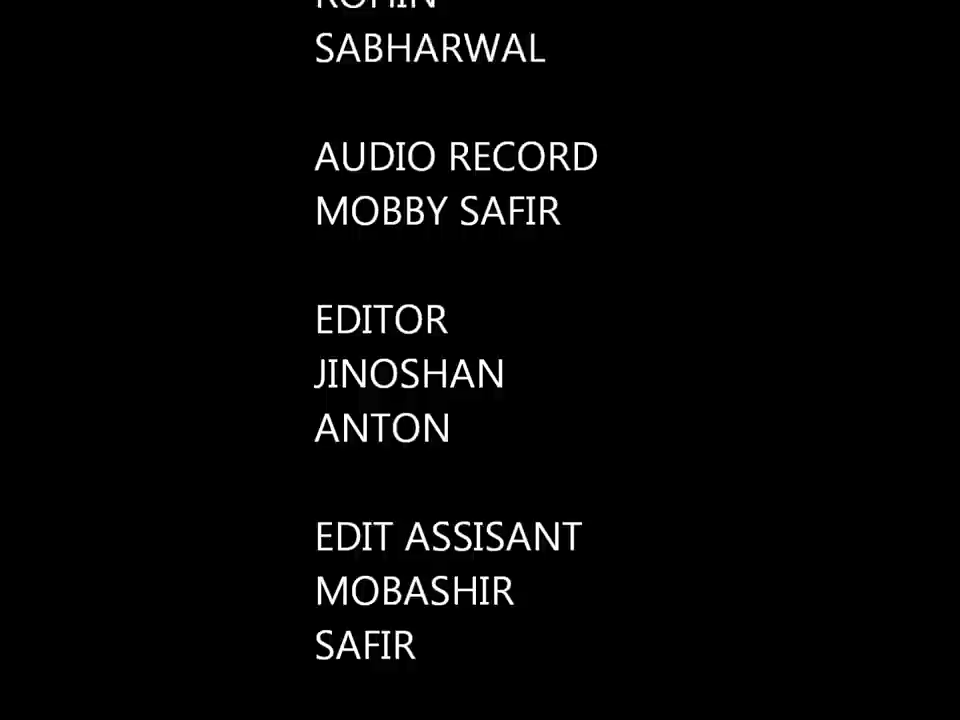 SABHARWAL
AUDIO RECORD
MOBBY SAFIR
EDITOR
JINOSHAN
ANTON
EDIT ASSISANT
MOBASHIR
SAFIR